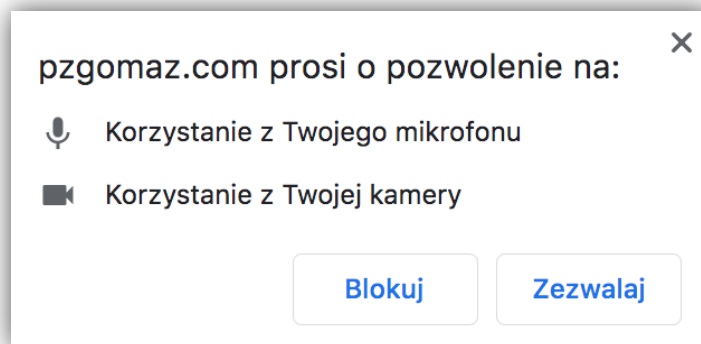 pzgomaz.com prosi o pozwolenie na:
Korzystanie z Twojego mikrofonu
Korzystanie z Twojej kamery
Blokuj Zezwalaj